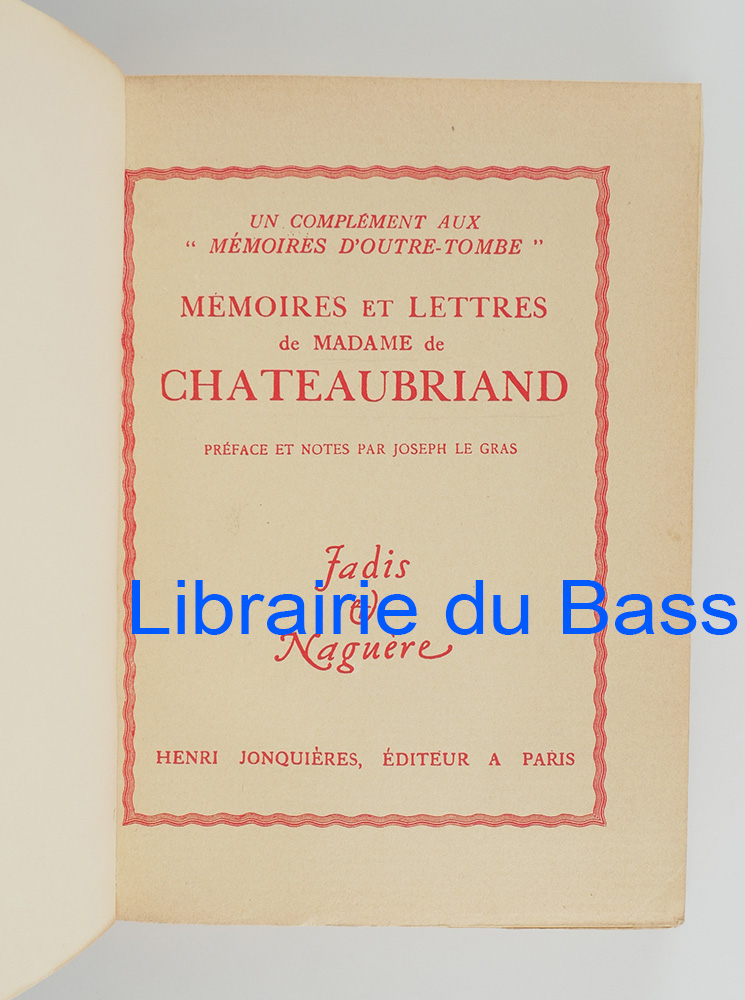 UN COMPLÉMENT AUX
“ MÉMOIRES D'OUTRE-TOMBE ”
MÉMOIRES ET LETTRES
de MADAME de
CHATEAUBRIAND
PRÉFACE ET NOTES PAR JOSEPH LE GRAS
Jadis
&
Librairie du Bass
Naguère
HENRI JONQUIÈRES, ÉDITEUR A PARIS